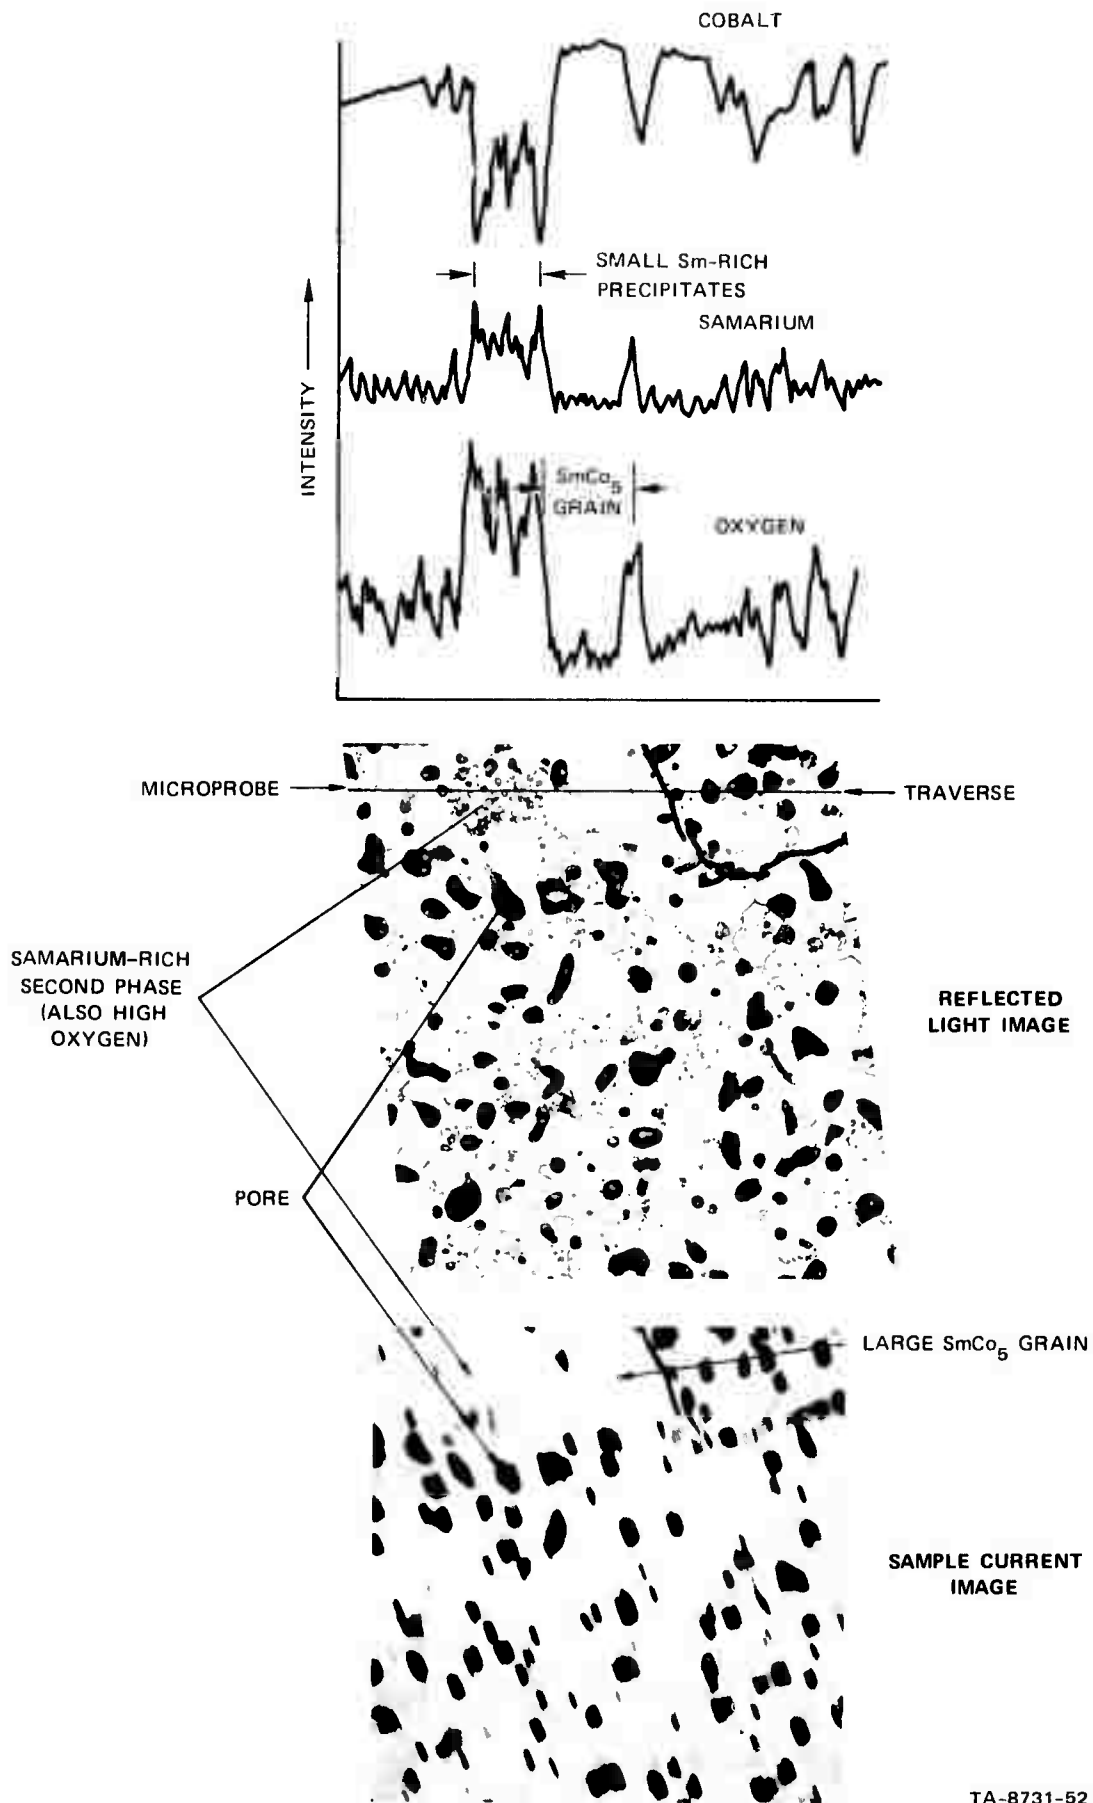 COBALT
SMALL Sm-RICH
PRECIPITATES
SAMARIUM
INTENSITY
SmCo5
GRAIN
OXYGEN
MICROPROBE
TRAVERSE
SAMARIUM-RICH
SECOND PHASE
(ALSO HIGH
OXYGEN)
REFLECTED
LIGHT IMAGE
PORE
LARGE SmCo5 GRAIN
SAMPLE CURRENT
IMAGE
TA-8731-52